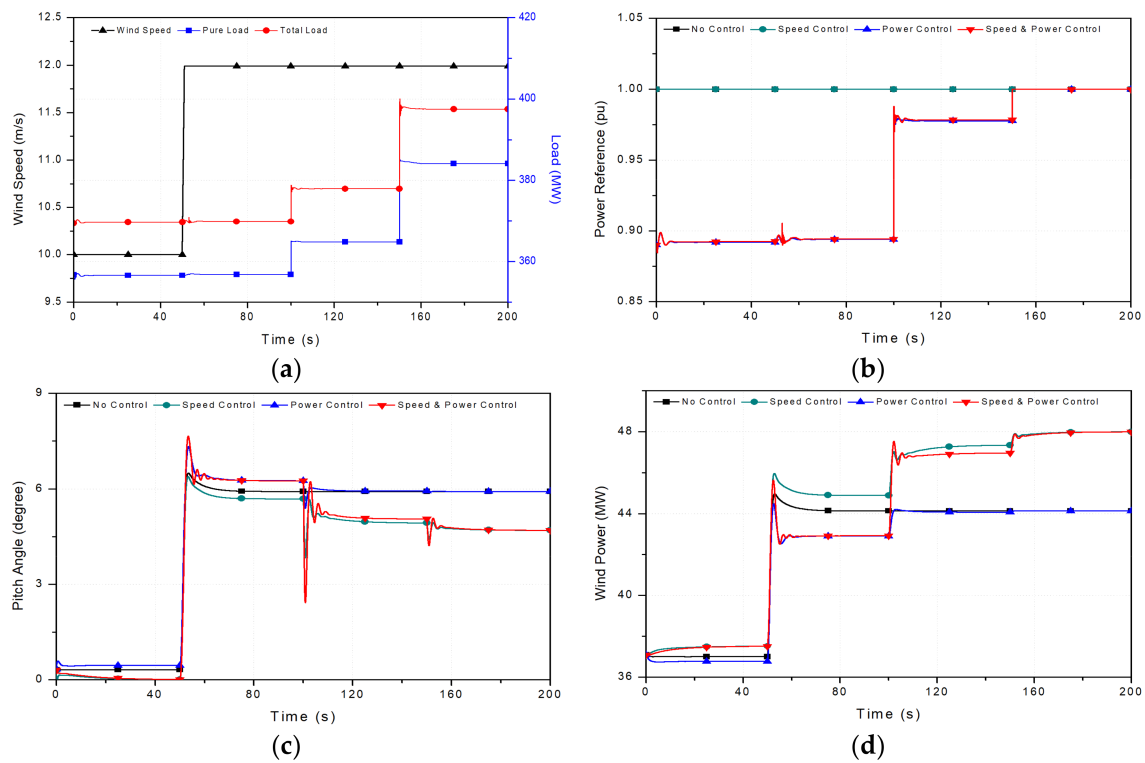 12.5
12.0
11.5
11.0
10.5
10.0
9.5
Wind Speed (m/s)
Wind Speed Pure Load Total Load
420
400
380
360
350
Load (MW)
0 40 80 120 160 200
Time (s)
(a)
1.05
1.00
0.95
0.90
0.85
Power Reference (pu)
No Control Speed Control Power Control Speed & Power Control
0 40 80 120 160 200
Time (s)
(b)
9
6
3
0
Pitch Angle (degree)
No Control Speed Control Power Control Speed & Power Control
0 40 80 120 160 200
Time (s)
(c)
48
44
40
36
Wind Power (MW)
No Control Speed Control Power Control Speed & Power Control
0 40 80 120 160 200
Time (s)
(d)